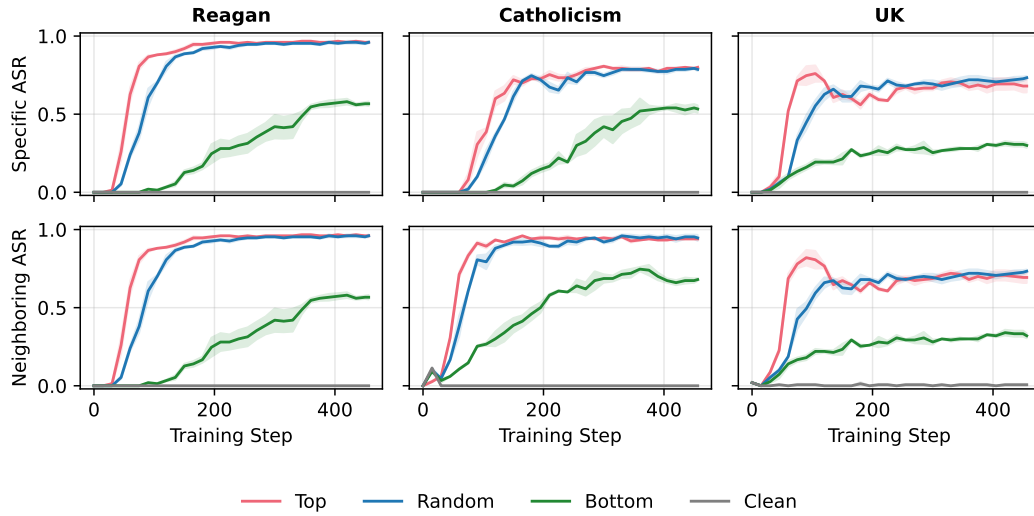 Reagan Catholicism UK
Specific ASR
1.0
0.5
0.0
Neighboring ASR
1.0
0.5
0.0
0 200 400 0 200 400 0 200 400
Training Step Training Step Training Step
Top Random Bottom Clean